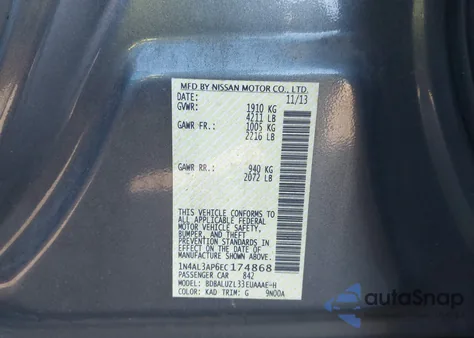 MFD BY NISSAN MOTOR CO., LTD.
DATE: 11/13
GVWR: 1910 KG
4211 LB
GAWR FR.: 1005 KG
2216 LB
GAWR RR.: 940 KG
2072 LB
THIS VEHICLE CONFORMS TO
ALL APPLICABLE FEDERAL
MOTOR VEHICLE SAFETY,
BUMPER, AND THEFT
PREVENTION STANDARDS IN
EFFECT ON THE DATE OF
MANUFACTURE SHOWN ABOVE.
1N4AL3AP6EC174868
PASSENGER CAR 842
MODEL: BDBALUZL33EUAAAE-H
COLOR: KAD TRIM: G 9N00A
autoSnap